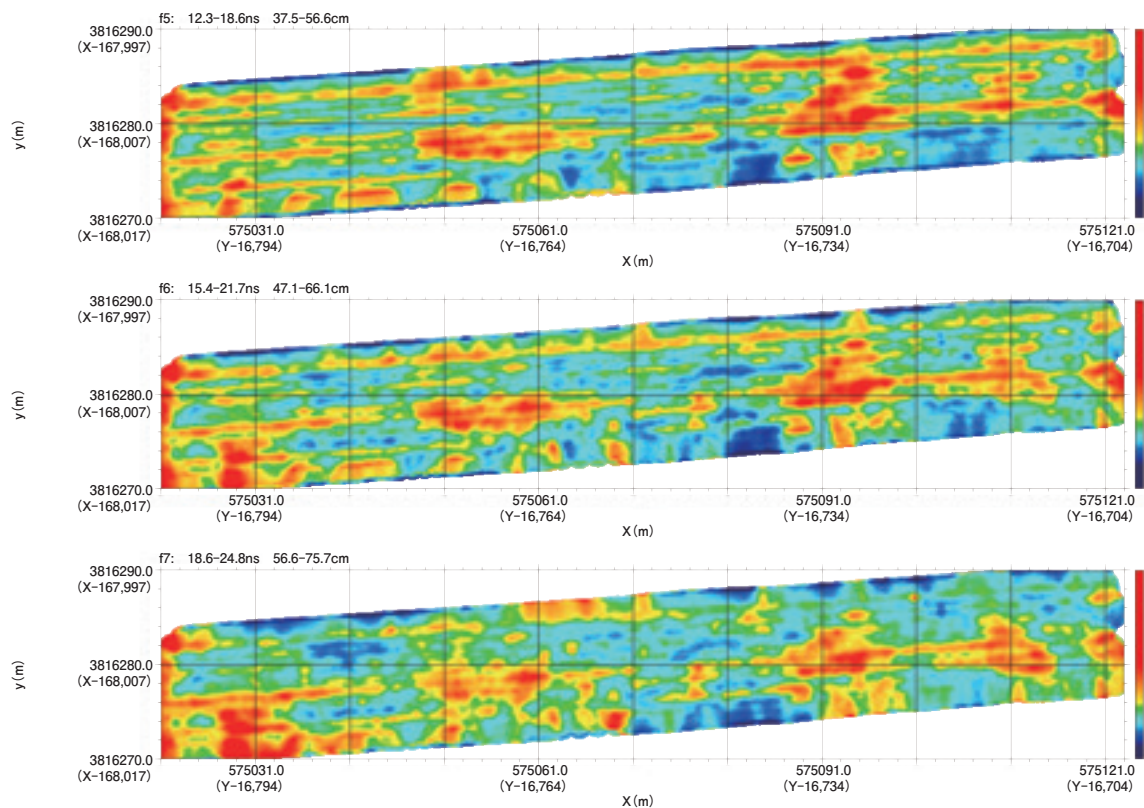 f5: 12.3-18.6ns 37.5-56.6cm
3816290.0
(X-167,997)
y(m)
3816280.0
(X-168,007)
3816270.0
(X-168,017)
575031.0 575061.0 575091.0 575121.0
(Y-16,794) (Y-16,764) (Y-16,734) (Y-16,704)
X(m)
f6: 15.4-21.7ns 47.1-66.1cm
3816290.0
(X-167,997)
y(m)
3816280.0
(X-168,007)
3816270.0
(X-168,017)
575031.0 575061.0 575091.0 575121.0
(Y-16,794) (Y-16,764) (Y-16,734) (Y-16,704)
X(m)
f7: 18.6-24.8ns 56.6-75.7cm
3816290.0
(X-167,997)
y(m)
3816280.0
(X-168,007)
3816270.0
(X-168,017)
575031.0 575061.0 575091.0 575121.0
(Y-16,794) (Y-16,764) (Y-16,734) (Y-16,704)
X(m)